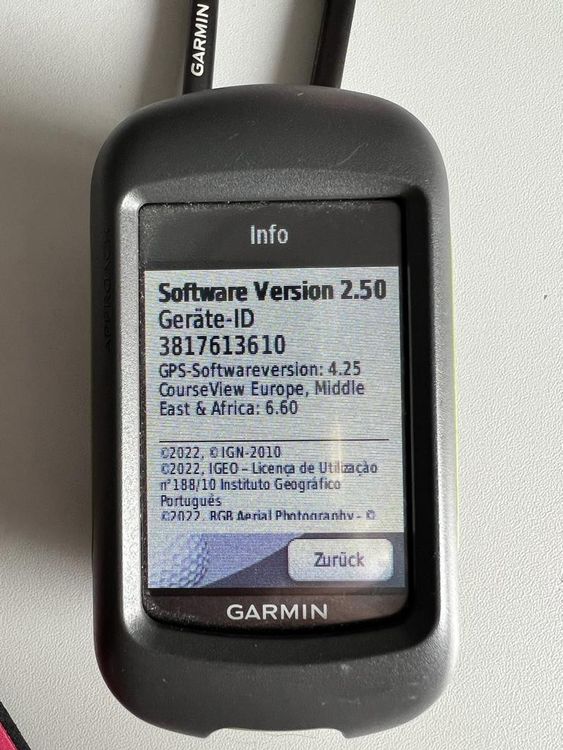 GARMIN
APPROACH
Info
Software Version 2.50
Geräte-ID
3817613610
GPS-Softwareversion: 4.25
CourseView Europe, Middle
East & Africa: 6.60
©2022, © IGN-2010
©2022, IGEO – Licença de Utilização
n°188/10 Instituto Geográfico
Português
©2022, RGB Aerial Photography - ©
Zurück
GARMIN